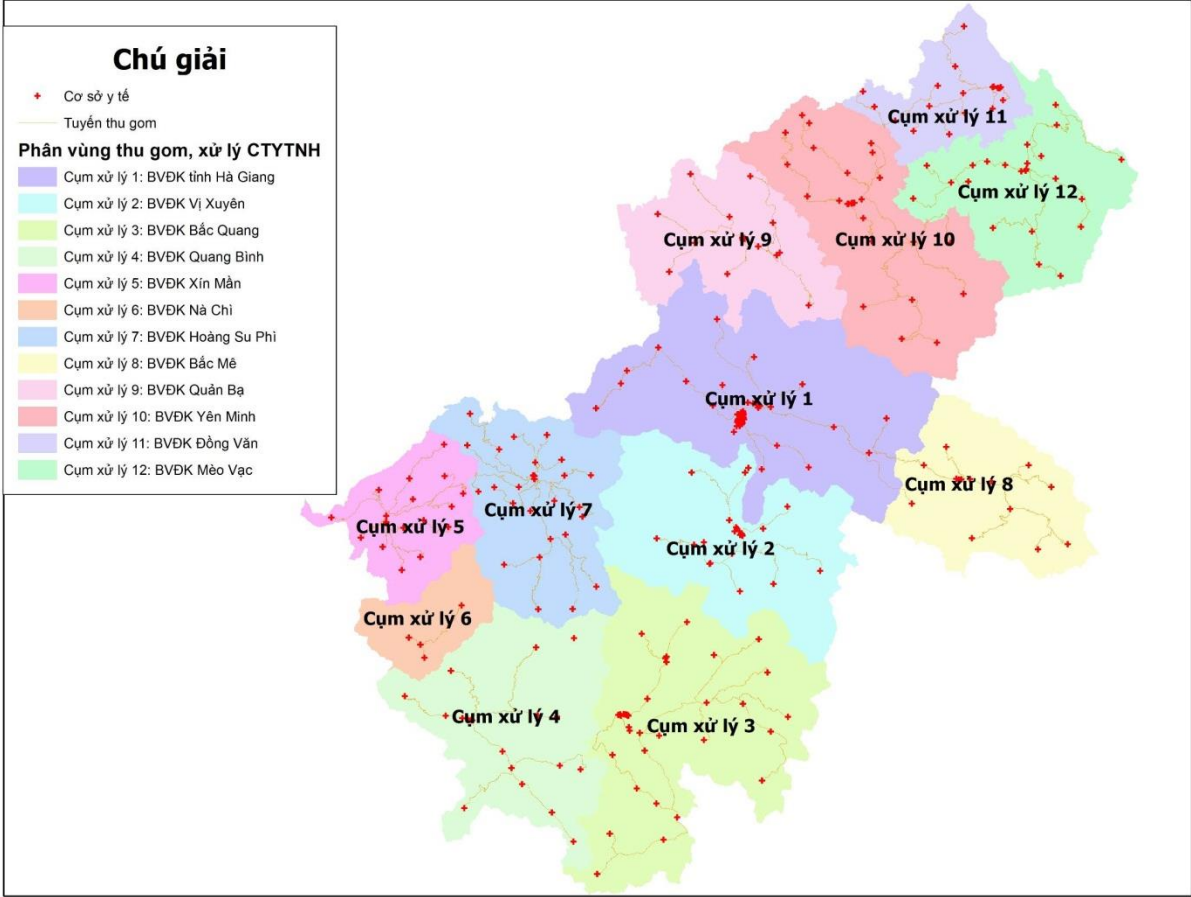 Chú giải
Cơ sở y tế
Tuyến thu gom
Phân vùng thu gom, xử lý CTYTNH
Cụm xử lý 1: BVĐK tỉnh Hà Giang
Cụm xử lý 2: BVĐK Vị Xuyên
Cụm xử lý 3: BVĐK Bắc Quang
Cụm xử lý 4: BVĐK Quang Bình
Cụm xử lý 5: BVĐK Xín Mần
Cụm xử lý 6: BVĐK Nà Chì
Cụm xử lý 7: BVĐK Hoàng Su Phì
Cụm xử lý 8: BVĐK Bắc Mê
Cụm xử lý 9: BVĐK Quản Bạ
Cụm xử lý 10: BVĐK Yên Minh
Cụm xử lý 11: BVĐK Đồng Văn
Cụm xử lý 12: BVĐK Mèo Vạc
Cụm xử lý 11
Cụm xử lý 12
Cụm xử lý 9
Cụm xử lý 10
Cụm xử lý 1
Cụm xử lý 8
Cụm xử lý 7
Cụm xử lý 5
Cụm xử lý 2
Cụm xử lý 6
Cụm xử lý 4
Cụm xử lý 3